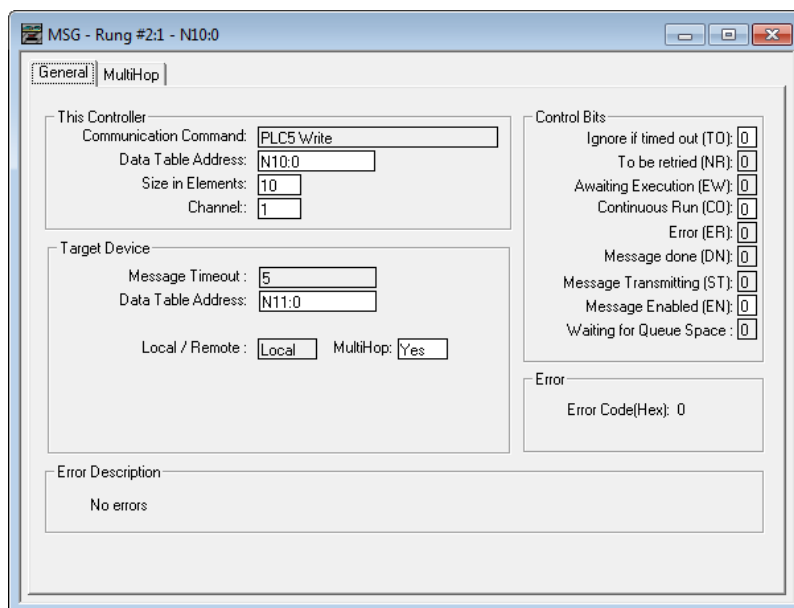 MSG - Rung #2:1 - N10:0
General MultiHop
This Controller
Communication Command: PLC5 Write
Data Table Address: N10:0
Size in Elements: 10
Channel:: 1
Target Device
Message Timeout : 5
Data Table Address: N11:0
Local / Remote : Local MultiHop: Yes
Control Bits
Ignore if timed out (TO): 0
To be retried (NR): 0
Awaiting Execution (EW): 0
Continuous Run (CO): 0
Error (ER): 0
Message done (DN): 0
Message Transmitting (ST): 0
Message Enabled (EN): 0
Waiting for Queue Space : 0
Error
Error Code(Hex): 0
Error Description
No errors